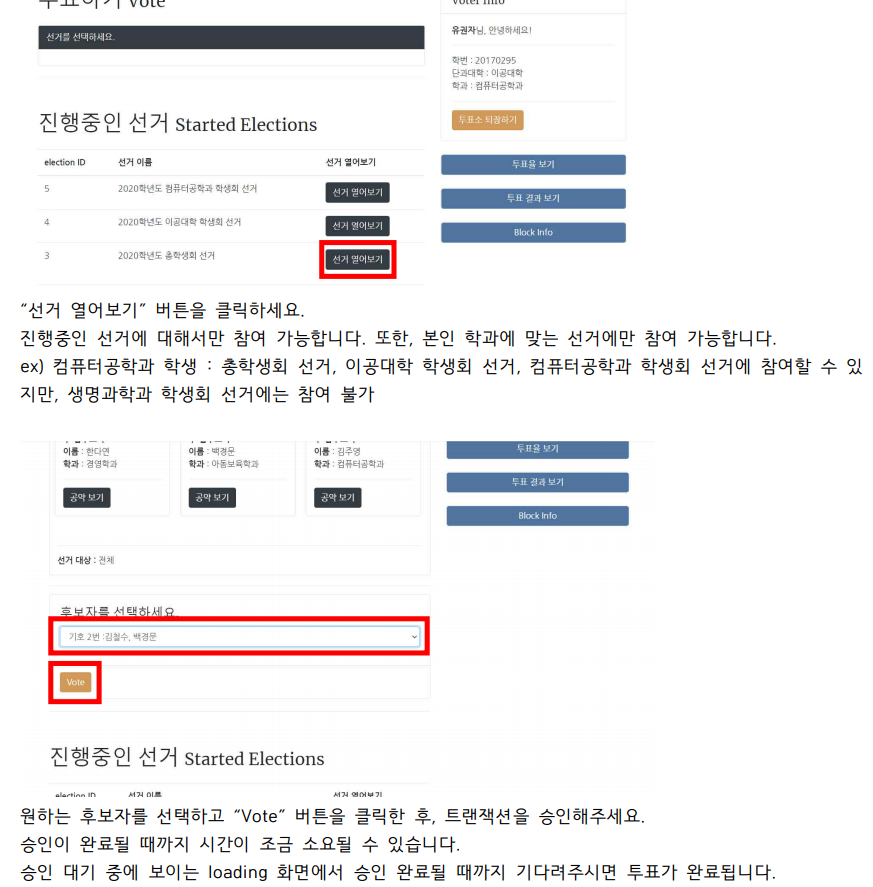 투표하기 Vote
Voter Info
선거를 선택하세요.
유권자님, 안녕하세요!
학번 : 20170295
단과대학 : 이공대학
학과 : 컴퓨터공학과
투표소 퇴장하기
진행중인 선거 Started Elections
election ID 선거 이름 선거 열어보기
5 2020학년도 컴퓨터공학과 학생회 선거 선거 열어보기
4 2020학년도 이공대학 학생회 선거 선거 열어보기
3 2020학년도 총학생회 선거 선거 열어보기
투표율 보기
투표 결과 보기
Block Info
“선거 열어보기” 버튼을 클릭하세요.
진행중인 선거에 대해서만 참여 가능합니다. 또한, 본인 학과에 맞는 선거에만 참여 가능합니다.
ex) 컴퓨터공학과 학생 : 총학생회 선거, 이공대학 학생회 선거, 컴퓨터공학과 학생회 선거에 참여할 수 있
지만, 생명과학과 학생회 선거에는 참여 불가
이름 : 한다연 이름 : 백경문 이름 : 김주영
학과 : 경영학과 학과 : 아동보육학과 학과 : 컴퓨터공학과
공약 보기 공약 보기 공약 보기
투표율 보기
투표 결과 보기
Block Info
선거 대상 : 전체
후보자를 선택하세요.
기호 2번 :김철수, 백경문
Vote
진행중인 선거 Started Elections
election ID 선거 이름 선거 열어보기
원하는 후보자를 선택하고 “Vote” 버튼을 클릭한 후, 트랜잭션을 승인해주세요.
승인이 완료될 때까지 시간이 조금 소요될 수 있습니다.
승인 대기 중에 보이는 loading 화면에서 승인 완료될 때까지 기다려주시면 투표가 완료됩니다.